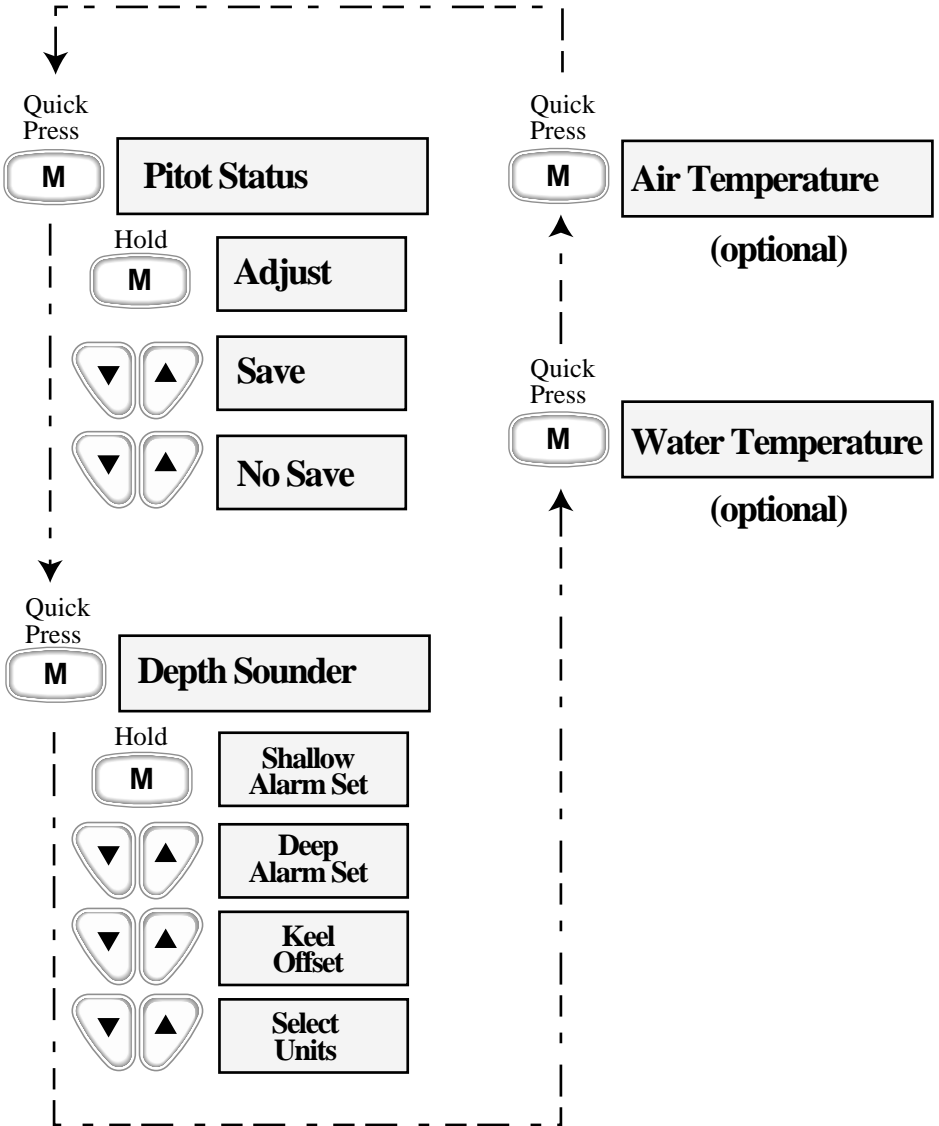 Quick
Press
M
Pitot Status
Hold
M
Adjust
Save
No Save
Quick
Press
M
Depth Sounder
Hold
M
Shallow
Alarm Set
Deep
Alarm Set
Keel
Offset
Select
Units
Quick
Press
M
Water Temperature
(optional)
Quick
Press
M
Air Temperature
(optional)